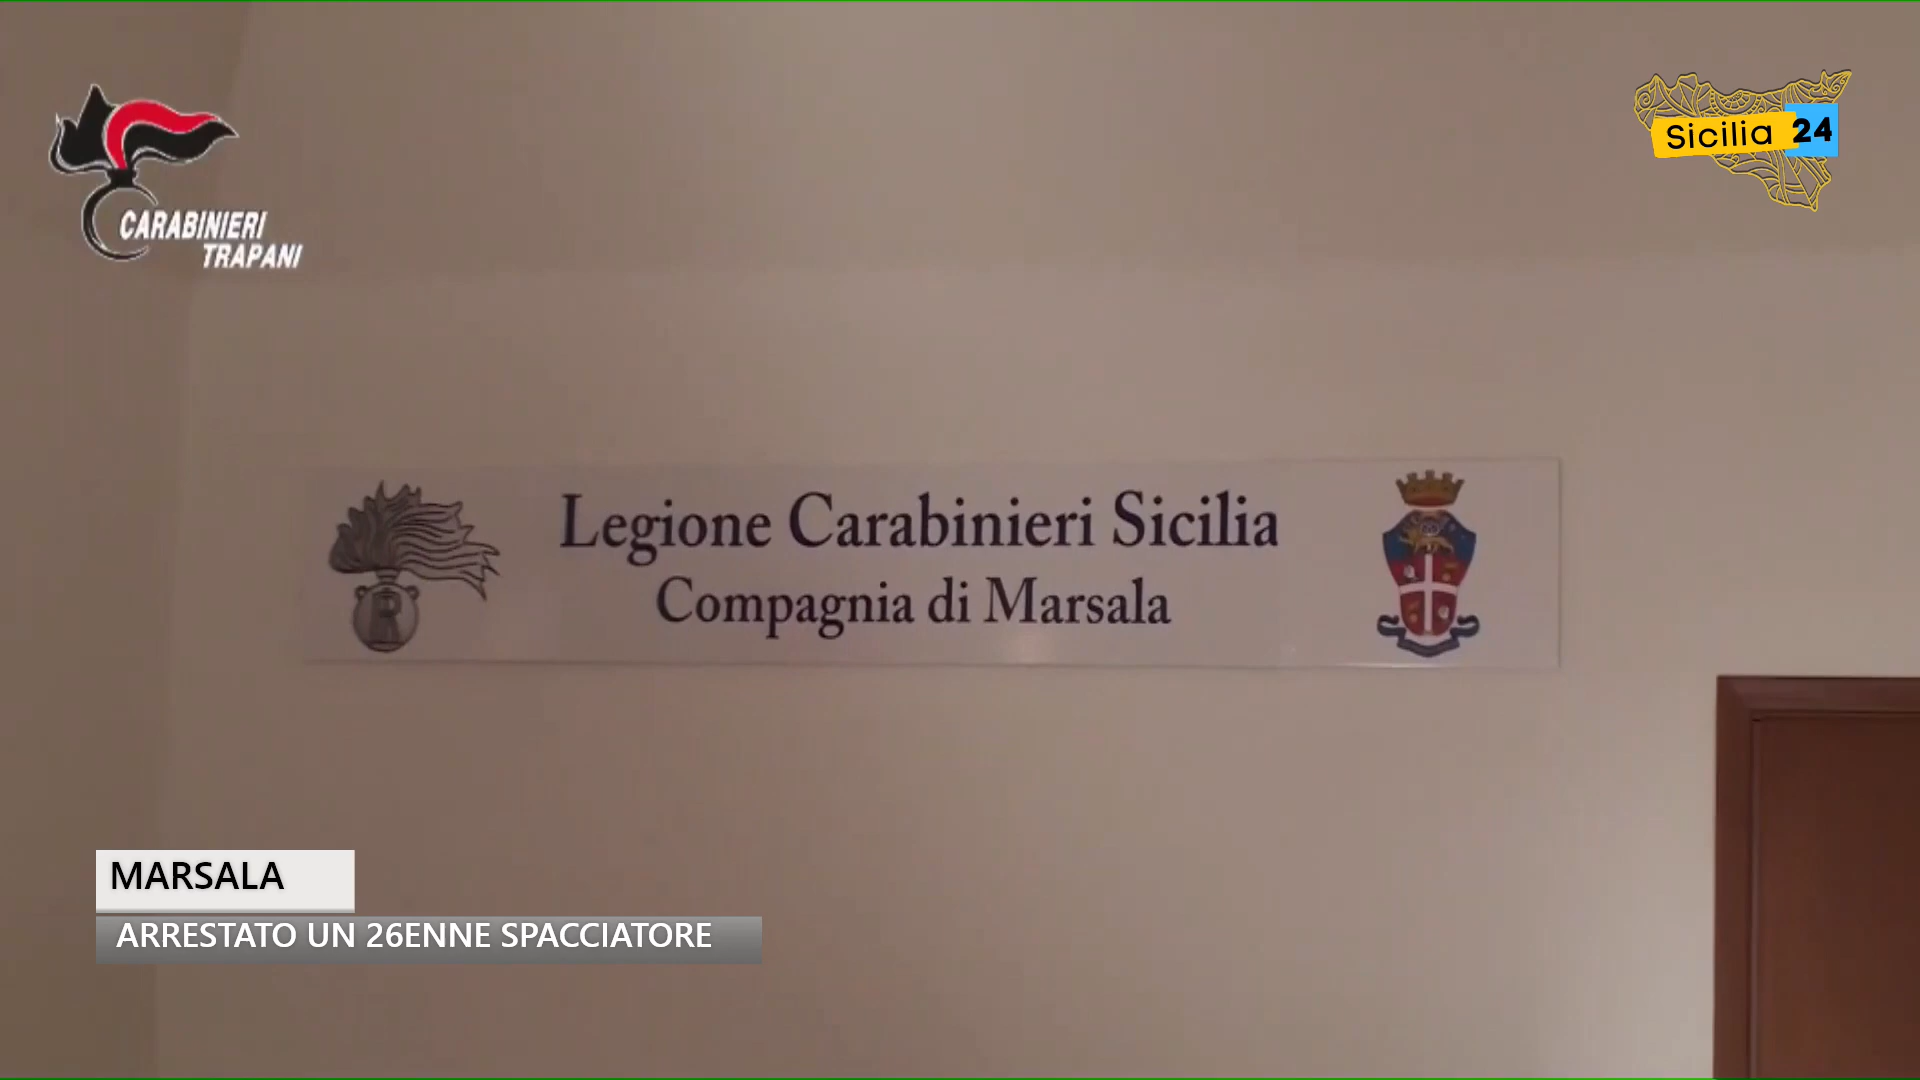 CARABINIERI
TRAPANI
Sicilia 24
Legione Carabinieri Sicilia
Compagnia di Marsala
R
MARSALA
ARRESTATO UN 26ENNE SPACCIATORE